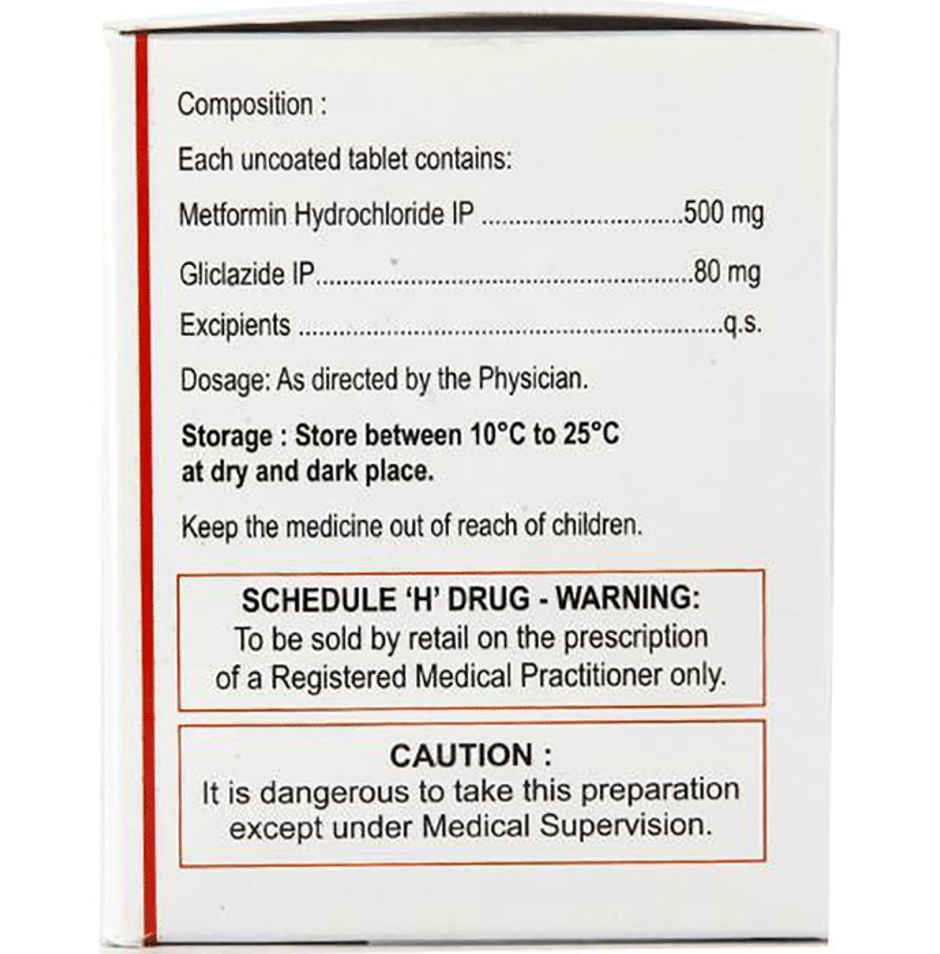 Composition :
Each uncoated tablet contains:
Metformin Hydrochloride IP ..............................500 mg
Gliclazide IP.........................................................80 mg
Excipients ................................................................q.s.
Dosage: As directed by the Physician.
Storage : Store between 10°C to 25°C
at dry and dark place.
Keep the medicine out of reach of children.
SCHEDULE ‘H’ DRUG - WARNING:
To be sold by retail on the prescription
of a Registered Medical Practitioner only.
CAUTION :
It is dangerous to take this preparation
except under Medical Supervision.